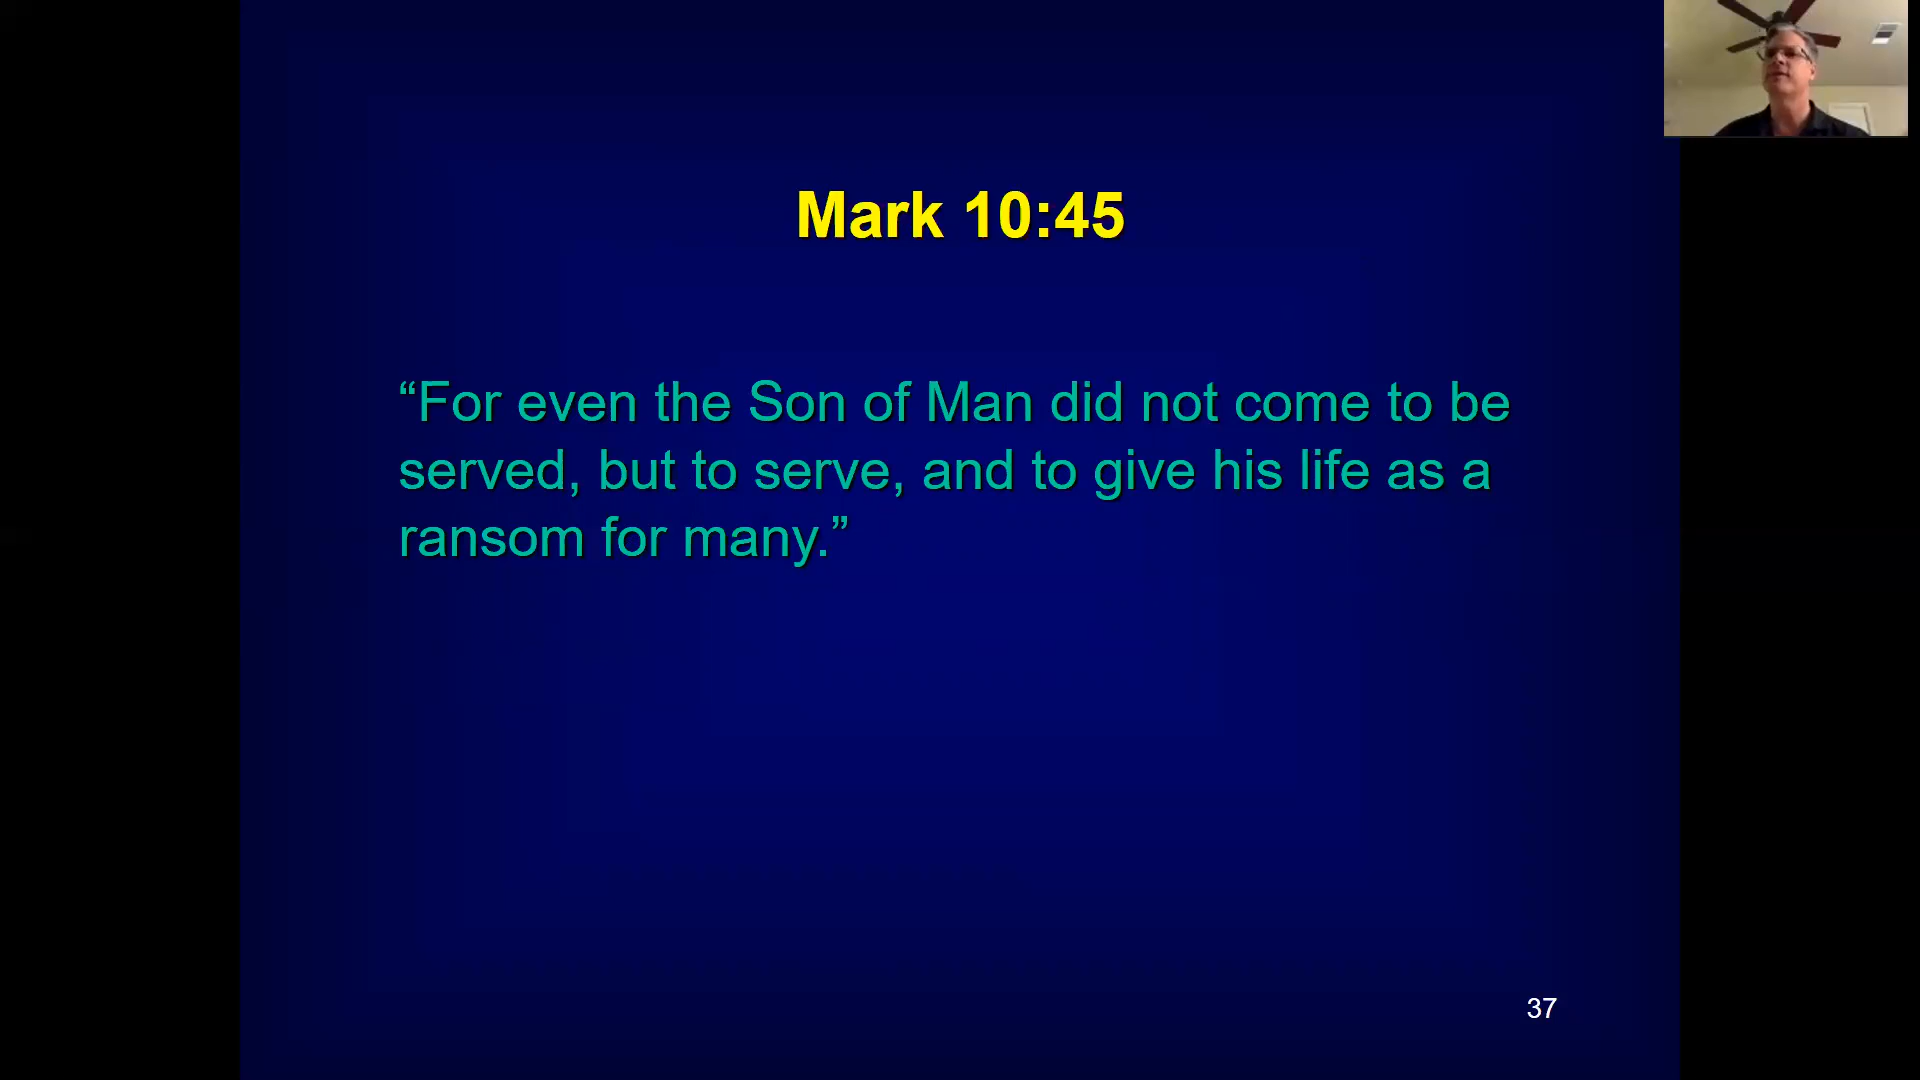 Mark 10:45
“For even the Son of Man did not come to be
served, but to serve, and to give his life as a
ransom for many.”
37